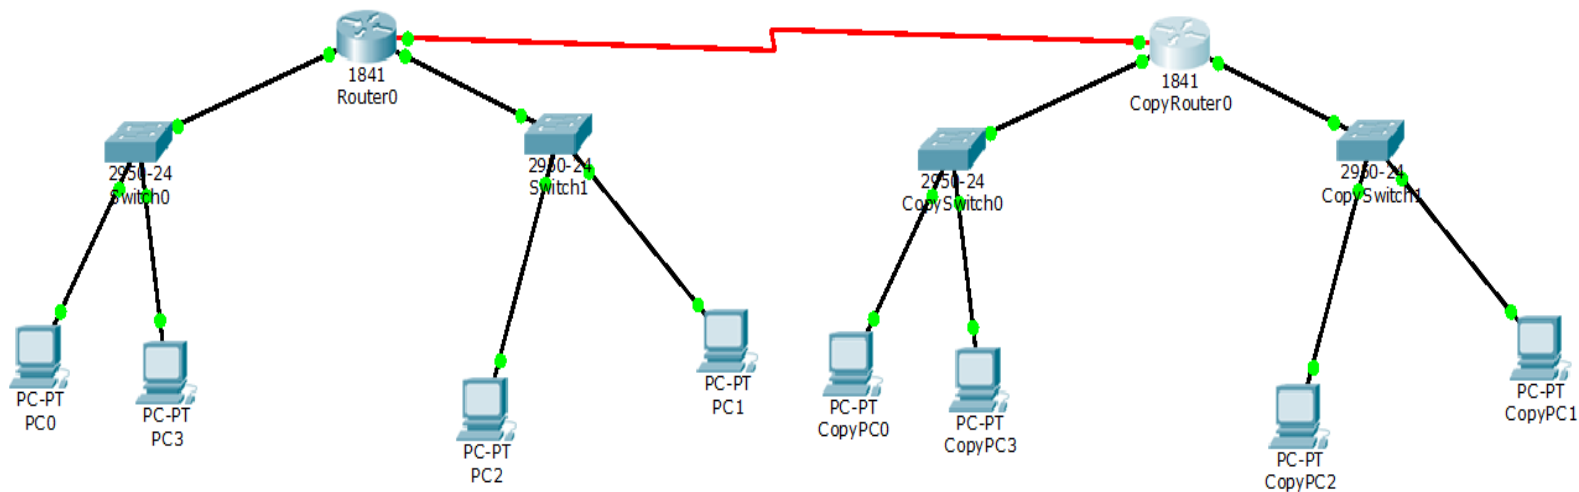 1841
Router0
1841
CopyRouter0
2950-24
Switch0
2950-24
Switch1
2950-24
CopySwitch0
2950-24
CopySwitch1
PC-PT
PC0
PC-PT
PC3
PC-PT
PC2
PC-PT
PC1
PC-PT
CopyPC0
PC-PT
CopyPC3
PC-PT
CopyPC2
PC-PT
CopyPC1